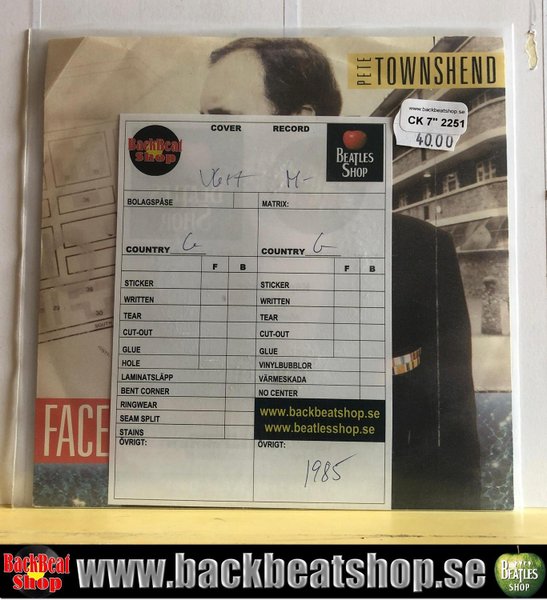 PETE TOWNSHEND
www.backbeatshop.se
CK 7" 2251
40.00
COVER RECORD
BackBeat Shop
BEATLES SHOP
VG++ M-
BOLAGSPÅSE MATRIX:
COUNTRY G COUNTRY G
F B F B
STICKER STICKER
WRITTEN WRITTEN
TEAR TEAR
CUT-OUT CUT-OUT
GLUE GLUE
HOLE VINYLBUBBLOR
LAMINATSLÄPP VÄRMESKADA
BENT CORNER NO CENTER
RINGWEAR
SEAM SPLIT
STAINS
www.backbeatshop.se
www.beatlesshop.se
ÖVRIGT: ÖVRIGT:
1985
FACE
BackBeat Shop www.backbeatshop.se BEATLES SHOP